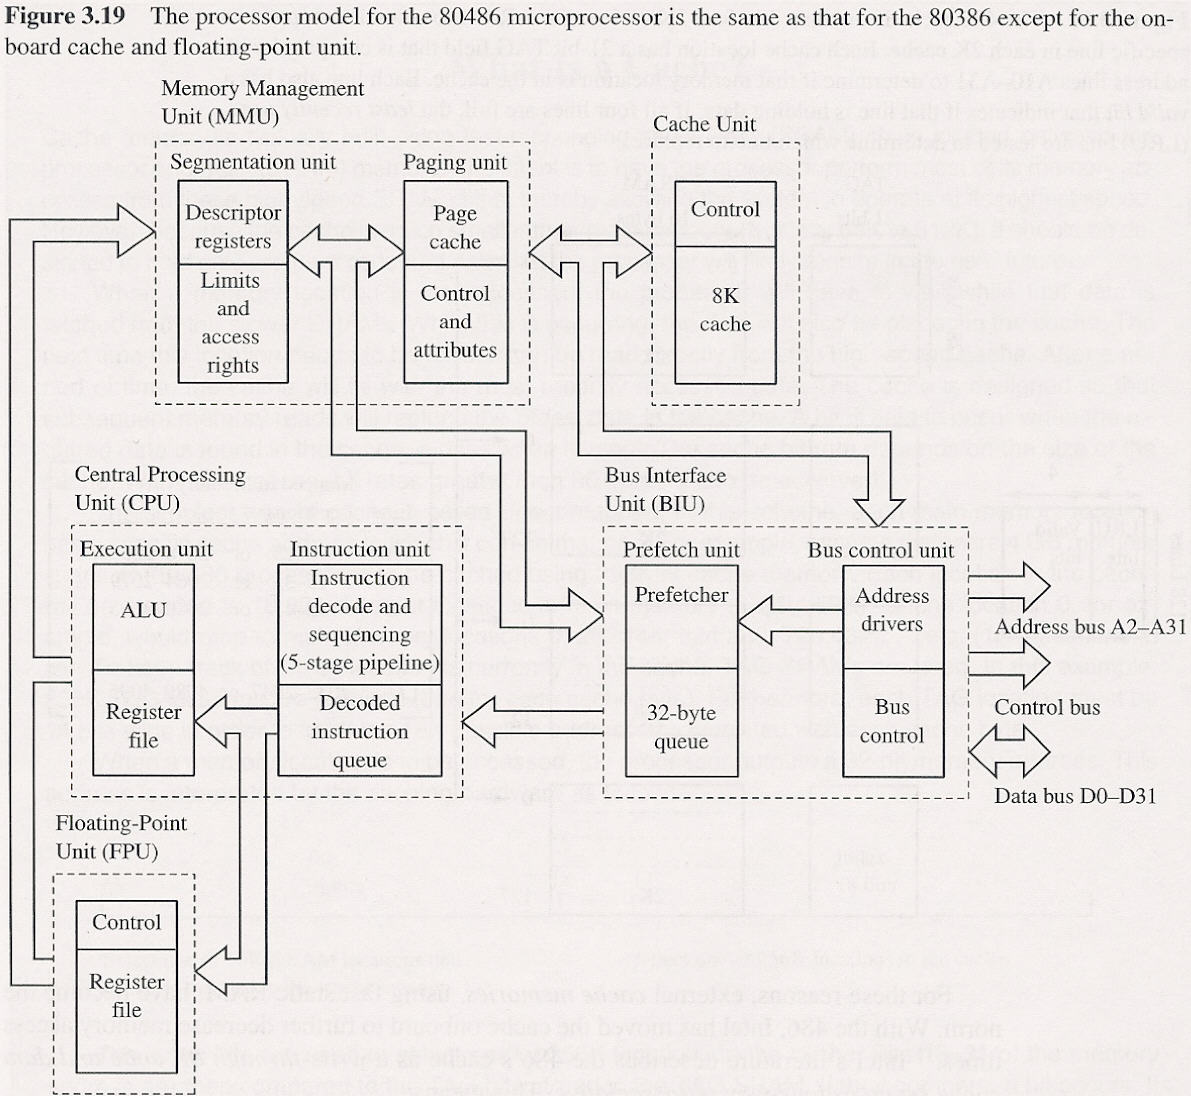 Figure 3.19 The processor model for the 80486 microprocessor is the same as that for the 80386 except for the on-
board cache and floating-point unit.
Memory Management
Unit (MMU)
Segmentation unit
Paging unit
Descriptor
registers
Limits
and
access
rights
Page
cache
Control
and
attributes
Cache Unit
Control
8K
cache
Central Processing
Unit (CPU)
Execution unit
ALU
Register
file
Instruction unit
Instruction
decode and
sequencing
(5-stage pipeline)
Decoded
instruction
queue
Bus Interface
Unit (BIU)
Prefetch unit
Prefetcher
32-byte
queue
Bus control unit
Address
drivers
Bus
control
Address bus A2–A31
Control bus
Data bus D0–D31
Floating-Point
Unit (FPU)
Control
Register
file